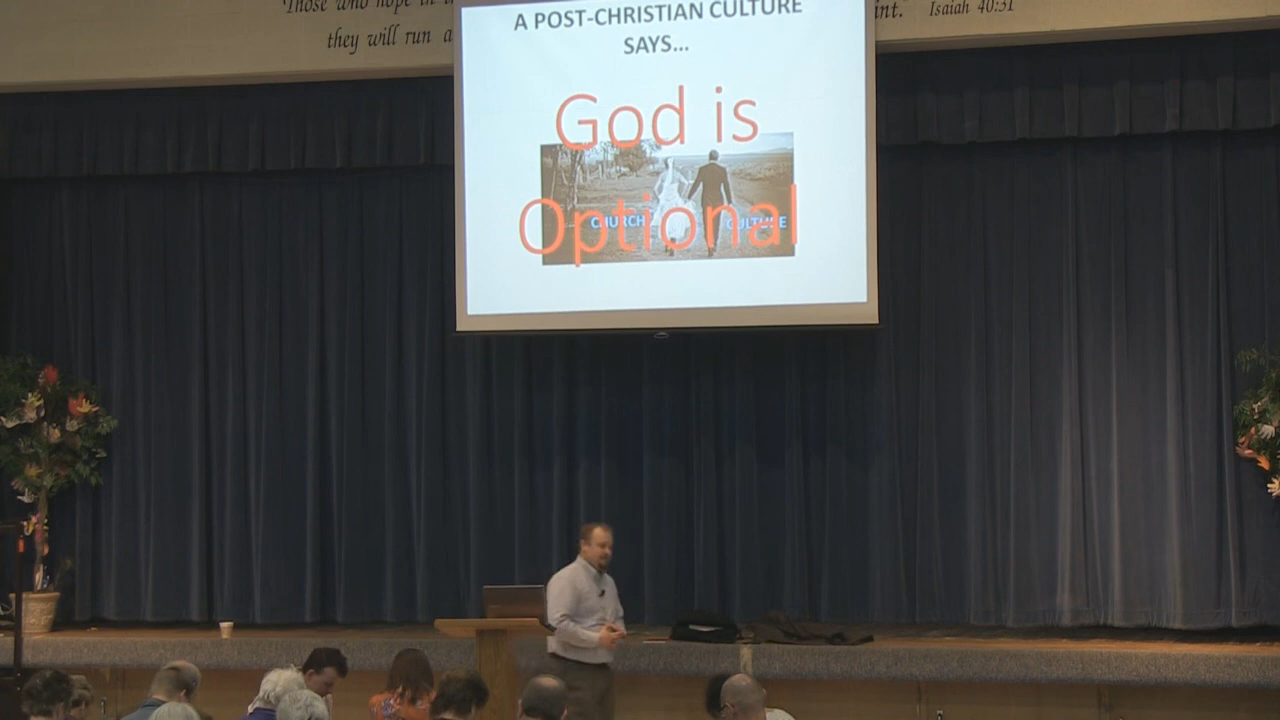 Those who hope in
int." Isaiah 40:31
they will run a
A POST-CHRISTIAN CULTURE
SAYS...
God is
Optional
CHURCH
CULTURE